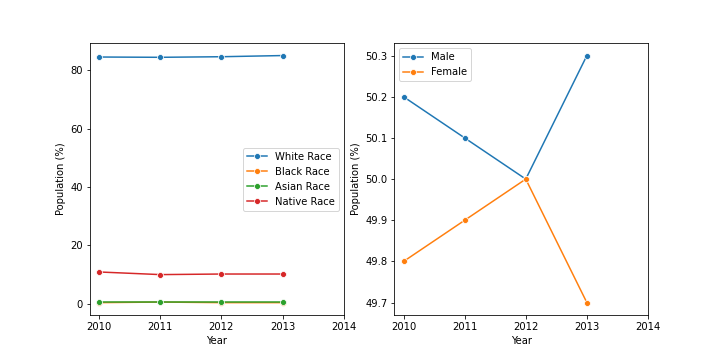 80
60
40
20
0
Population (%)
2010 2011 2012 2013 2014
Year
White Race
Black Race
Asian Race
Native Race
50.3
50.2
50.1
50.0
49.9
49.8
49.7
Population (%)
2010 2011 2012 2013 2014
Year
Male
Female